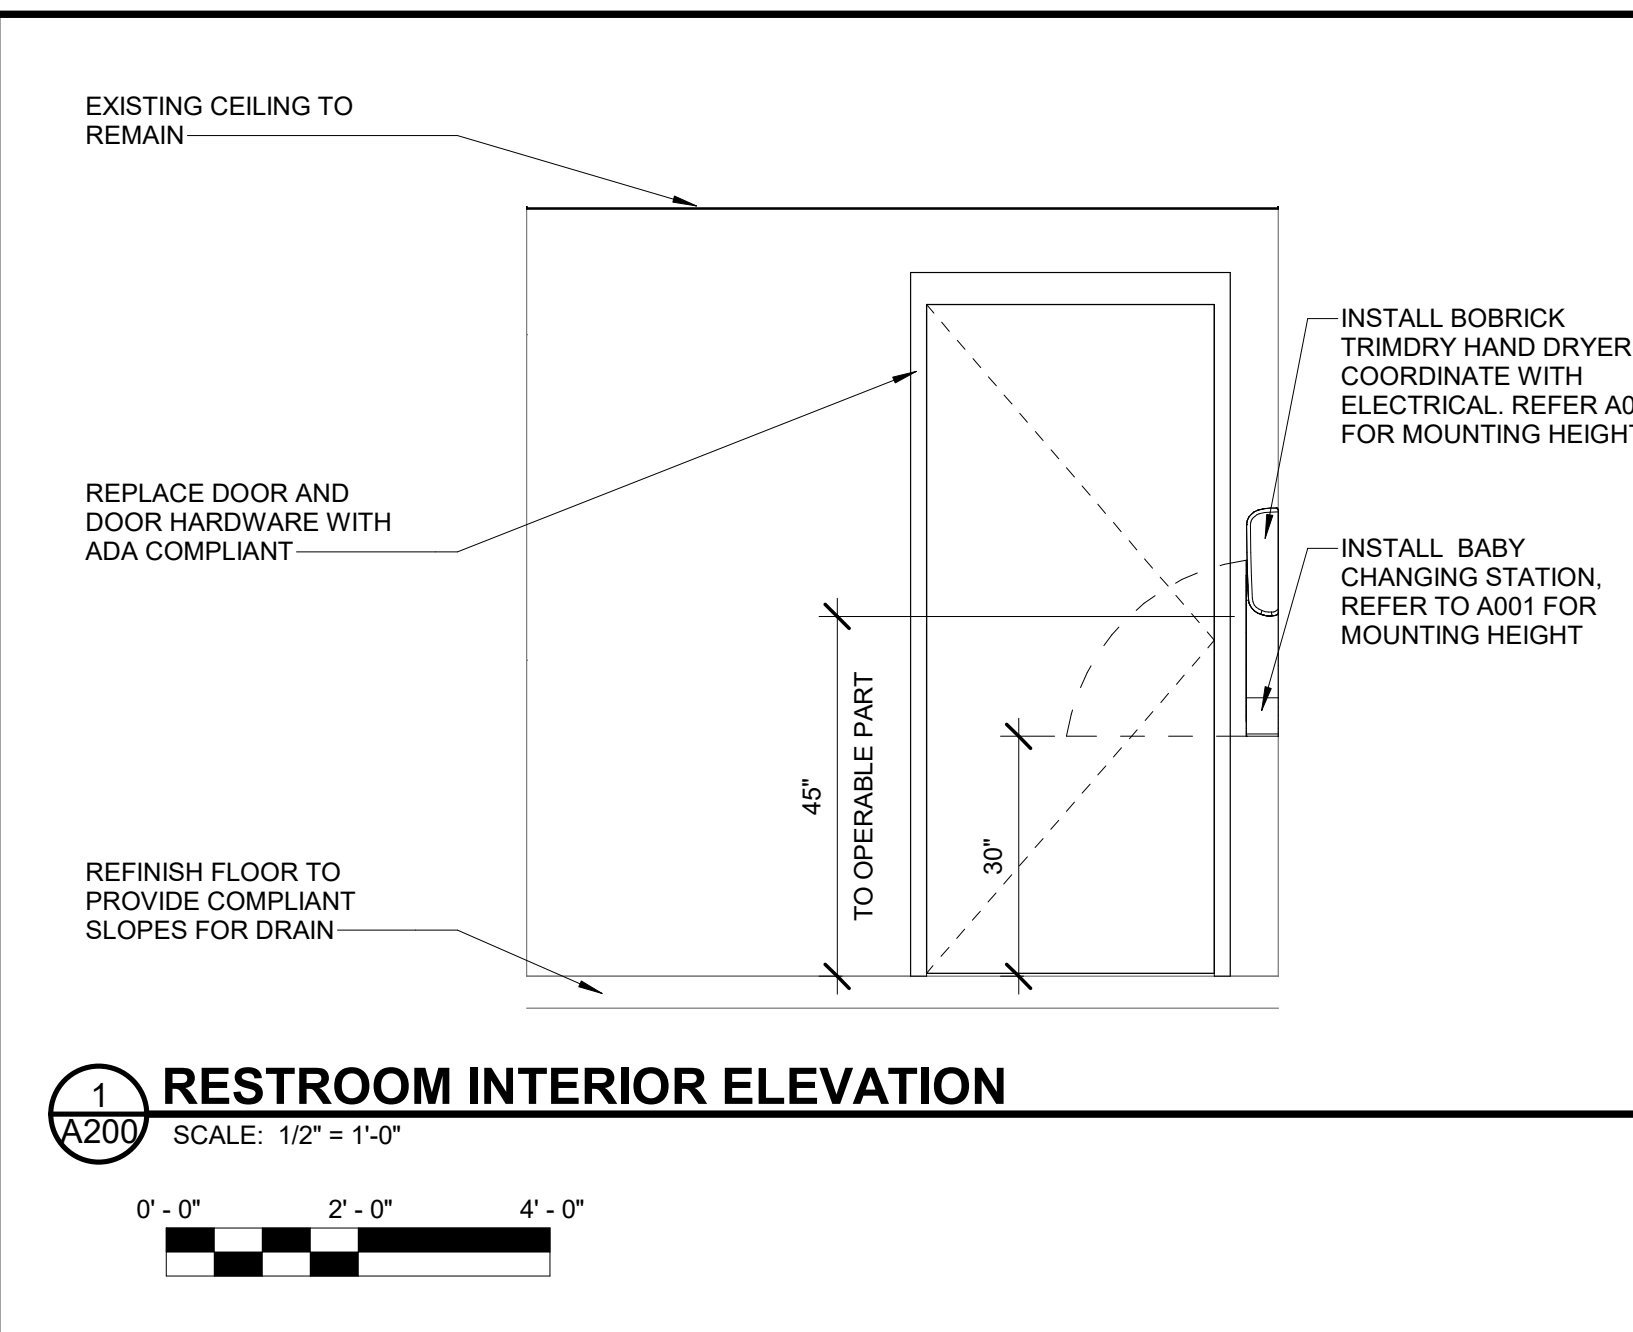 EXISTING CEILING TO
REMAIN
INSTALL BOBRICK
TRIMDRY HAND DRYER
COORDINATE WITH
ELECTRICAL. REFER
FOR MOUNTING
REPLACE DOOR AND
DOOR HARDWARE WITH
ADA COMPLIANT
INSTALL BABY
CHANGING STATION,
REFER TO A001 FOR
MOUNTING HEIGHT
45"
TO OPERABLE PART
30"
REFINISH FLOOR TO
PROVIDE COMPLIANT
SLOPES FOR DRAIN
1
A200
RESTROOM INTERIOR ELEVATION
SCALE: 1/2" = 1'-0"
0' - 0" 2' - 0" 4' - 0"